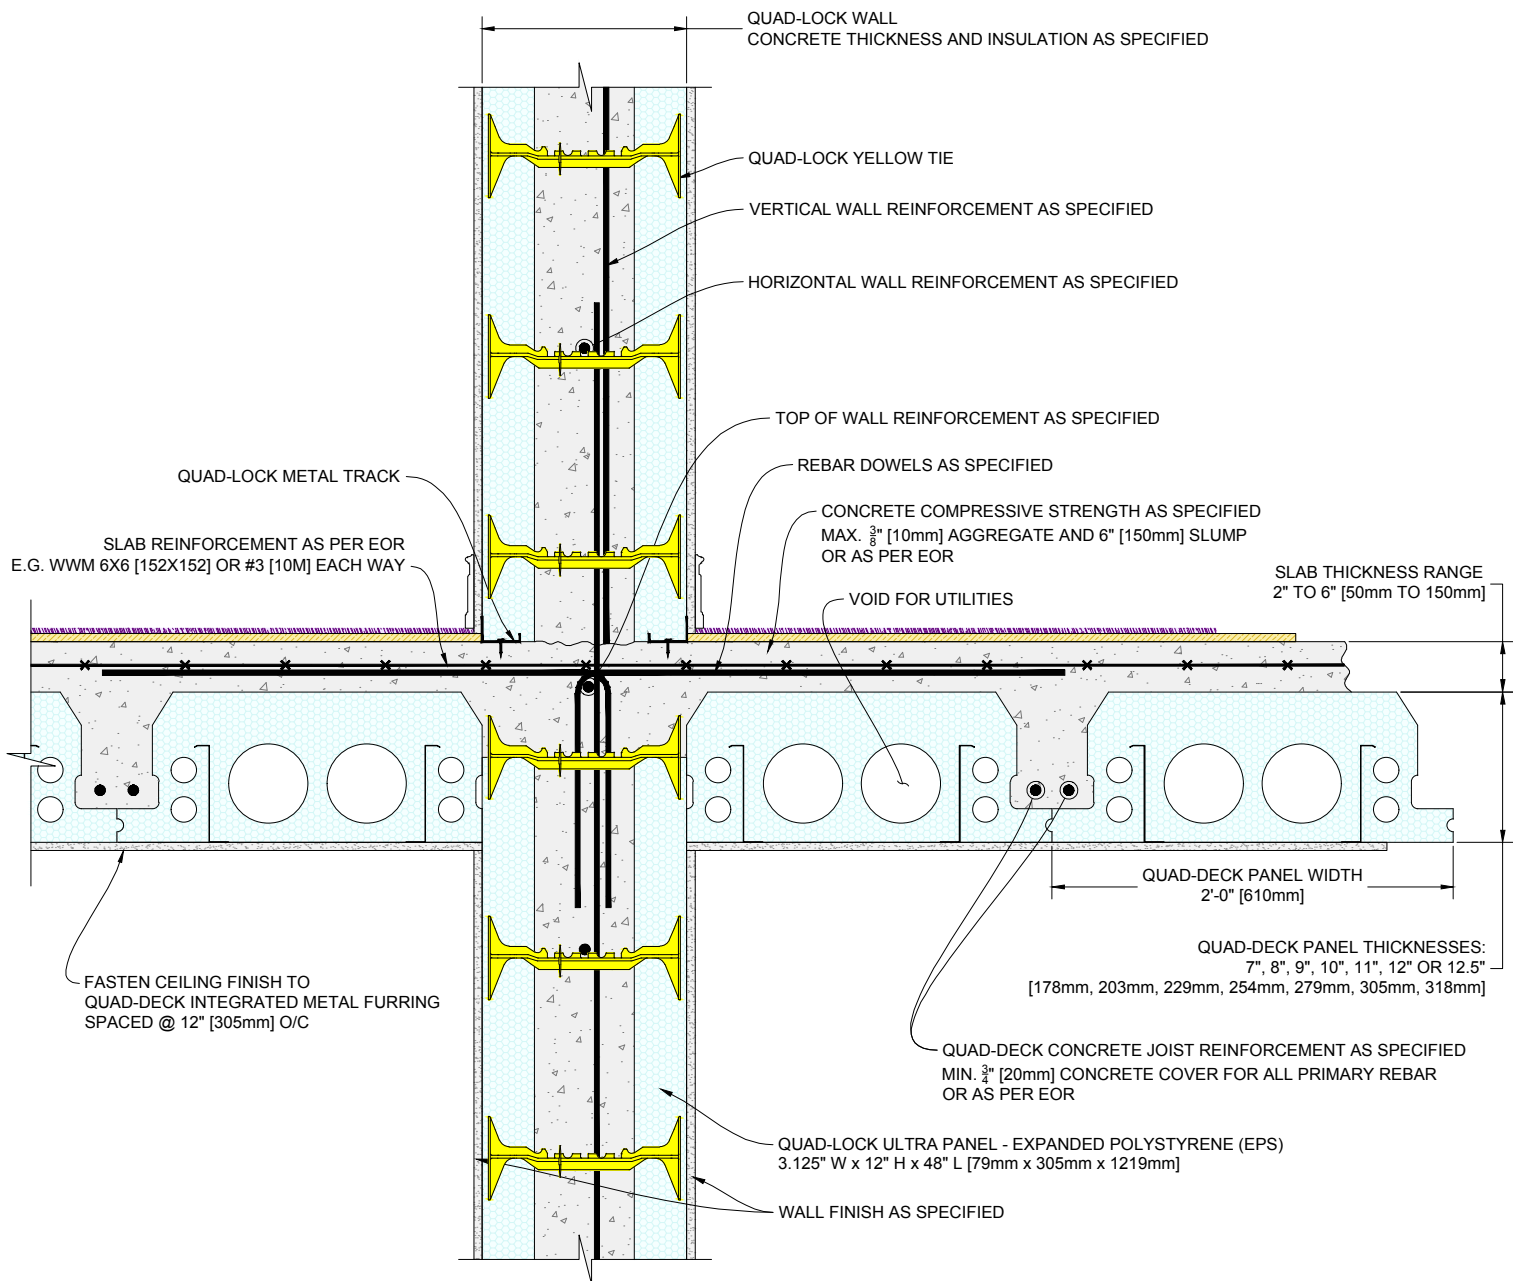 QUAD-LOCK WALL
CONCRETE THICKNESS AND INSULATION AS SPECIFIED
QUAD-LOCK YELLOW TIE
VERTICAL WALL REINFORCEMENT AS SPECIFIED
HORIZONTAL WALL REINFORCEMENT AS SPECIFIED
TOP OF WALL REINFORCEMENT AS SPECIFIED
REBAR DOWELS AS SPECIFIED
QUAD-LOCK METAL TRACK
CONCRETE COMPRESSIVE STRENGTH AS SPECIFIED
MAX. 3/8" [10mm] AGGREGATE AND 6" [150mm] SLUMP
OR AS PER EOR
SLAB REINFORCEMENT AS PER EOR
E.G. WWM 6X6 [152X152] OR #3 [10M] EACH WAY
SLAB THICKNESS RANGE
2" TO 6" [50mm TO 150mm]
VOID FOR UTILITIES
QUAD-DECK PANEL WIDTH
2'-0" [610mm]
QUAD-DECK PANEL THICKNESSES:
7", 8", 9", 10", 11", 12" OR 12.5"
[178mm, 203mm, 229mm, 254mm, 279mm, 305mm, 318mm]
FASTEN CEILING FINISH TO
QUAD-DECK INTEGRATED METAL FURRING
SPACED @ 12" [305mm] O/C
QUAD-DECK CONCRETE JOIST REINFORCEMENT AS SPECIFIED
MIN. 3/4" [20mm] CONCRETE COVER FOR ALL PRIMARY REBAR
OR AS PER EOR
QUAD-LOCK ULTRA PANEL - EXPANDED POLYSTYRENE (EPS)
3.125" W x 12" H x 48" L [79mm x 305mm x 1219mm]
WALL FINISH AS SPECIFIED